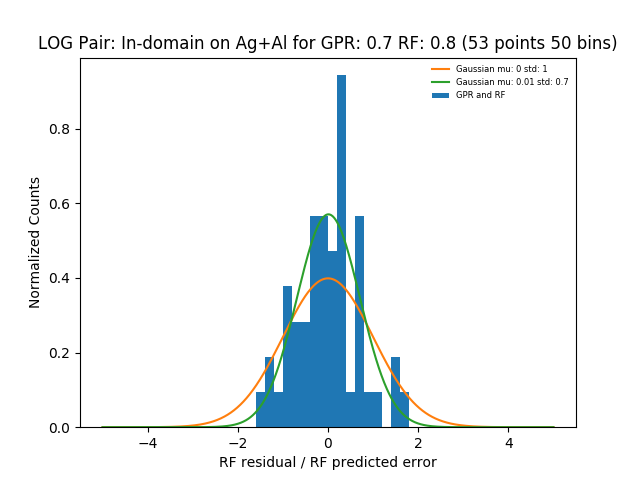 LOG Pair: In-domain on Ag+Al for GPR: 0.7 RF: 0.8 (53 points 50 bins)
Gaussian mu: 0 std: 1
Gaussian mu: 0.01 std: 0.7
GPR and RF
Normalized Counts
0.8
0.6
0.4
0.2
0.0
−4
−2
0
2
4
RF residual / RF predicted error